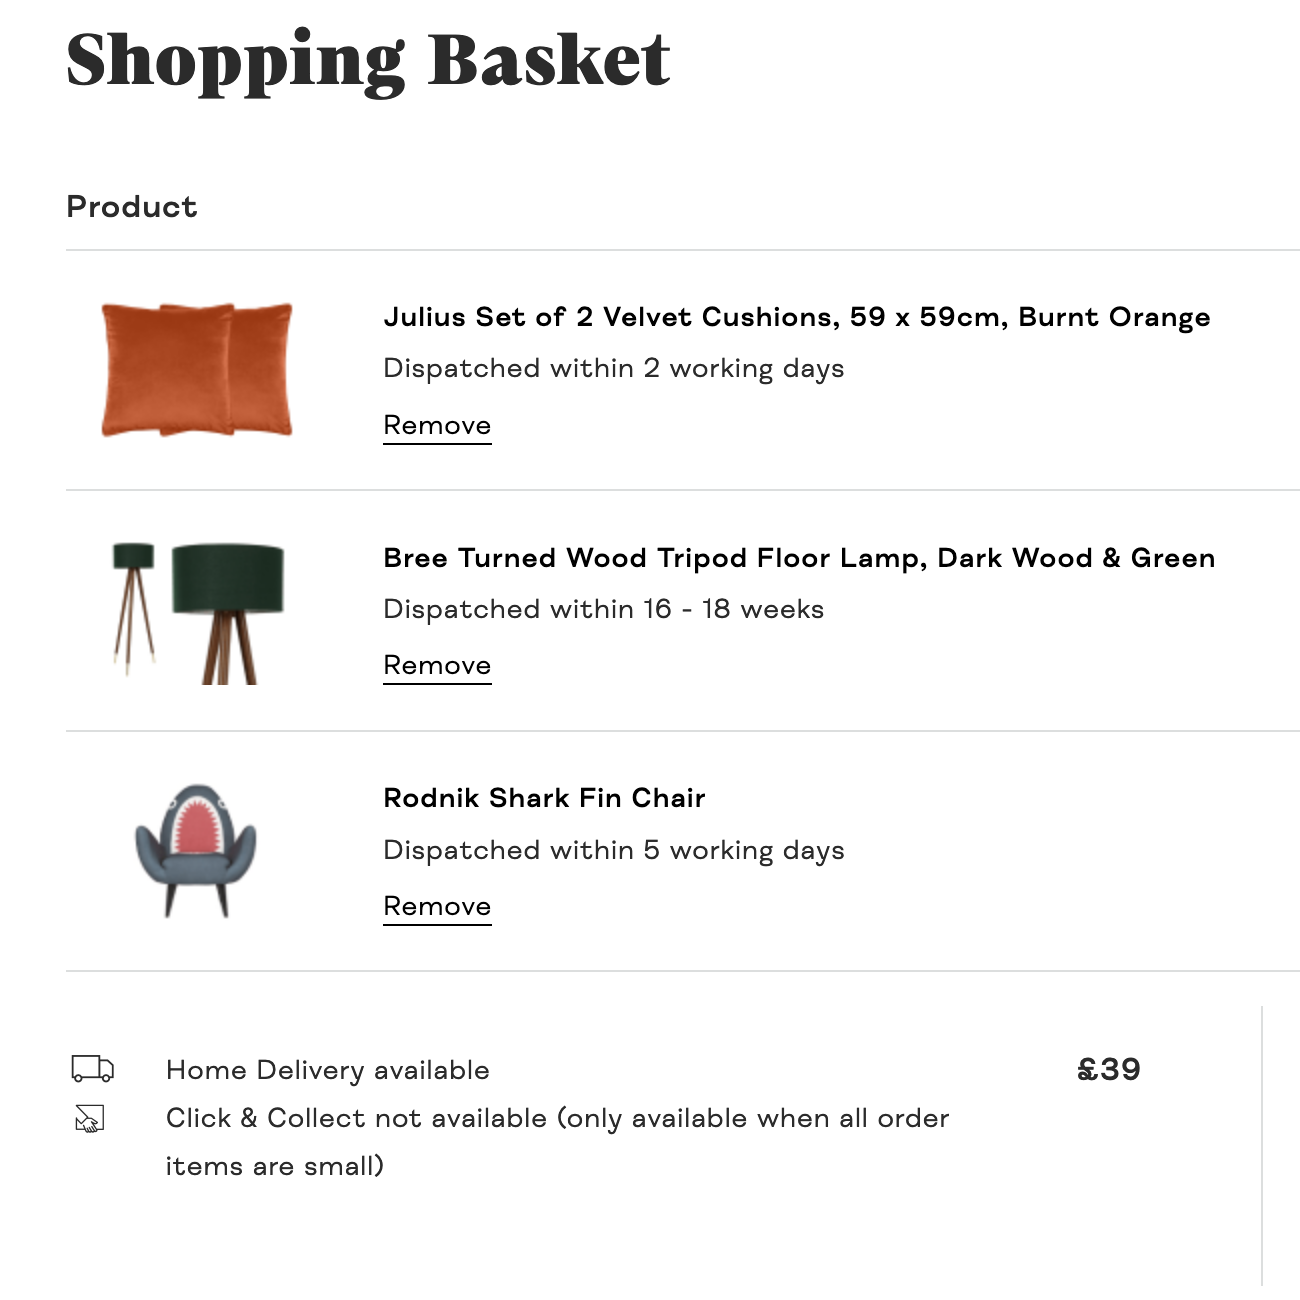 Shopping Basket
Product
Julius Set of 2 Velvet Cushions, 59 x 59cm, Burnt Orange
Dispatched within 2 working days
Remove
Bree Turned Wood Tripod Floor Lamp, Dark Wood & Green
Dispatched within 16 - 18 weeks
Remove
Rodnik Shark Fin Chair
Dispatched within 5 working days
Remove
Home Delivery available
£39
Click & Collect not available (only available when all order
items are small)